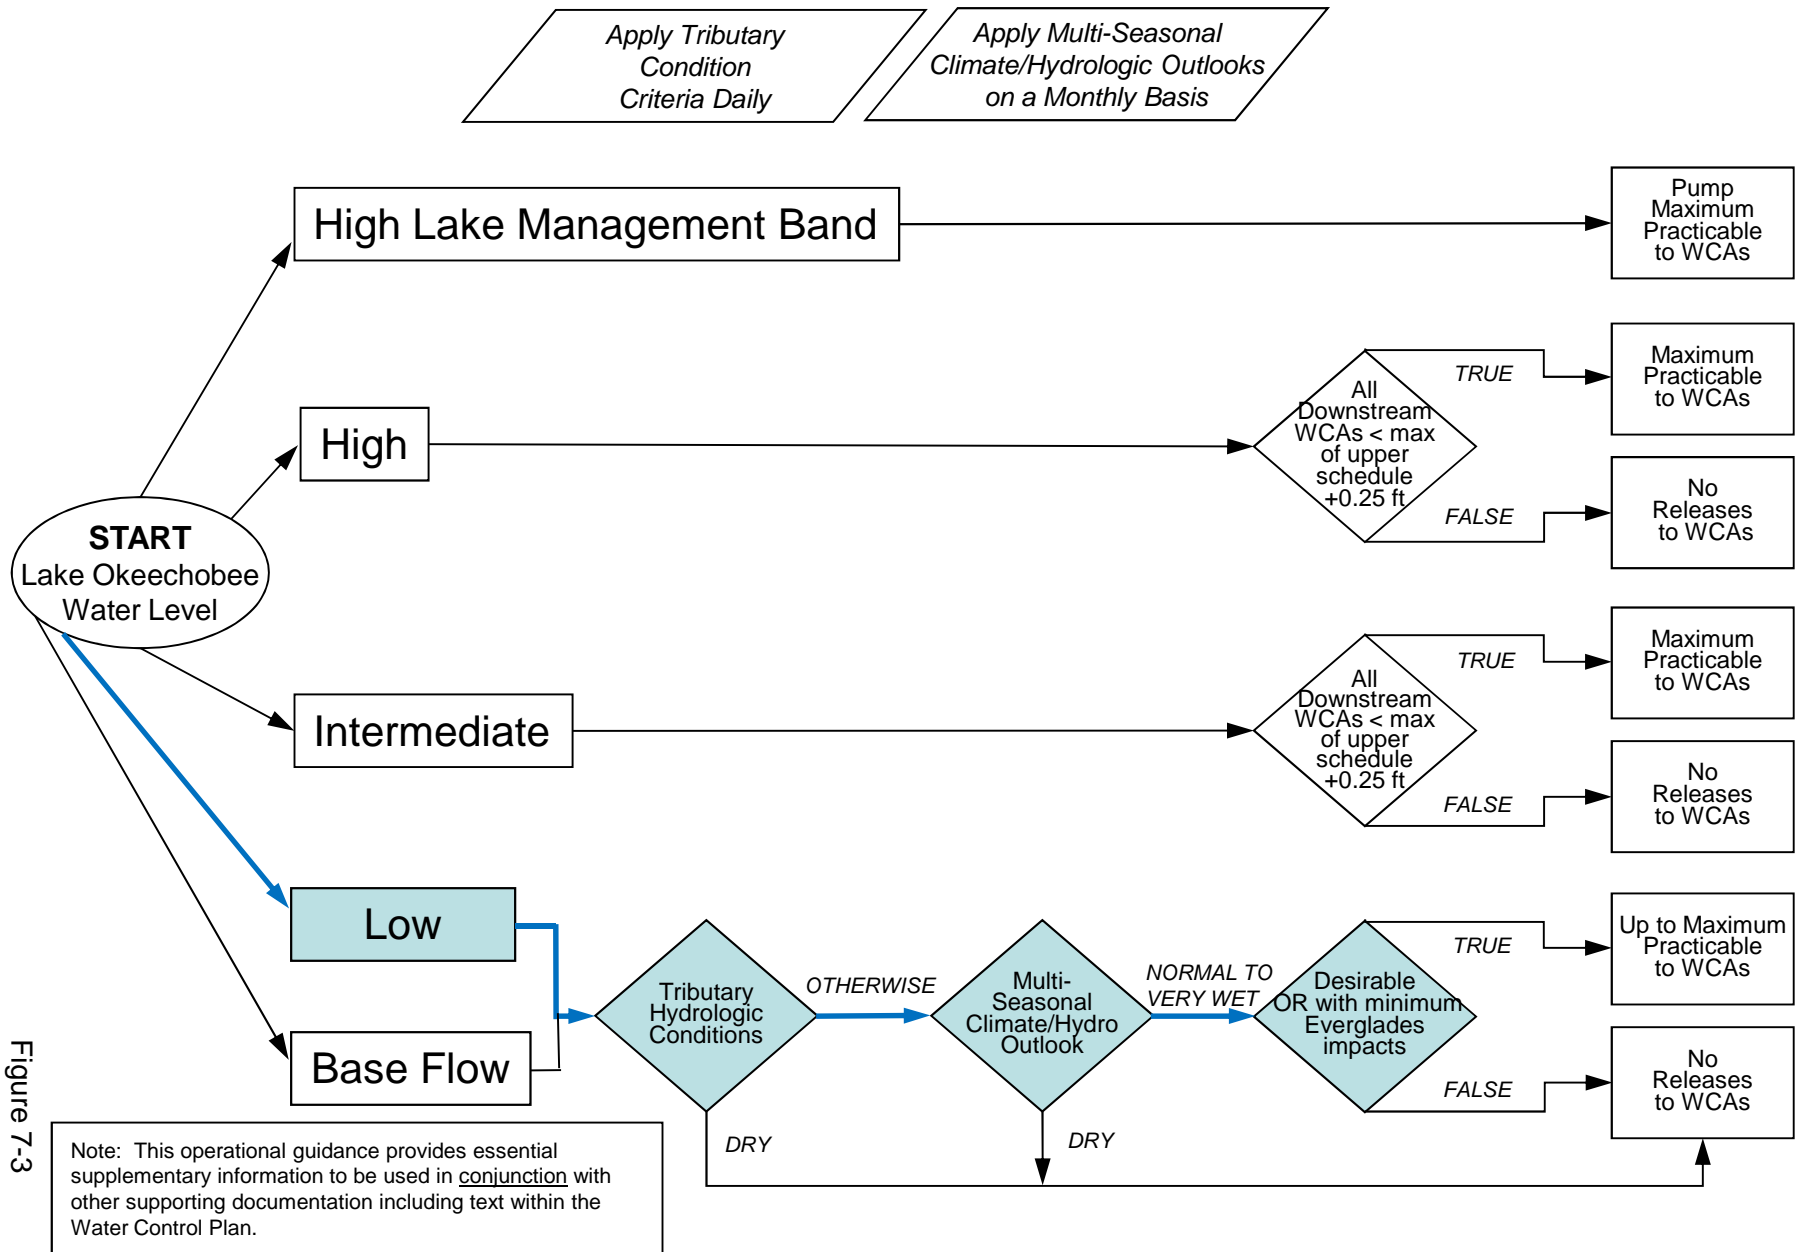 Apply Tributary
Condition
Criteria Daily
Apply Multi-Seasonal
Climate/Hydrologic Outlooks
on a Monthly Basis
High Lake Management Band
Pump
Maximum
Practicable
to WCAs
High
All
Downstream
WCAs < max
of upper
schedule
+0.25 ft
TRUE
Maximum
Practicable
to WCAs
FALSE
No
Releases
to WCAs
START
Lake Okeechobee
Water Level
Intermediate
All
Downstream
WCAs < max
of upper
schedule
+0.25 ft
TRUE
Maximum
Practicable
to WCAs
FALSE
No
Releases
to WCAs
Low
Base Flow
Tributary
Hydrologic
Conditions
OTHERWISE
DRY
Multi-
Seasonal
Climate/Hydro
Outlook
NORMAL TO
VERY WET
DRY
Desirable
OR with minimum
Everglades
impacts
TRUE
Up to Maximum
Practicable
to WCAs
FALSE
No
Releases
to WCAs
Figure 7-3
Note: This operational guidance provides essential
supplementary information to be used in conjunction with
other supporting documentation including text within the
Water Control Plan.